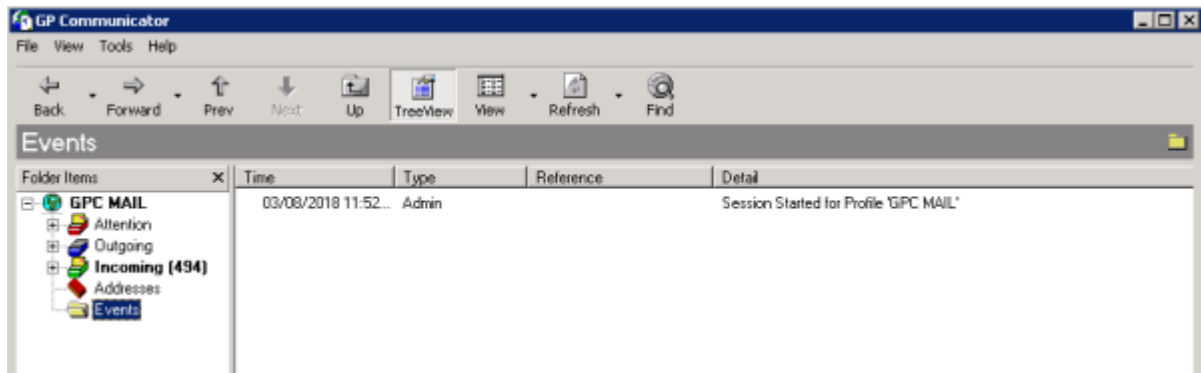 GP Communicator
File View Tools Help
Back Forward Prev Next Up TreeView View Refresh Find
Events
Folder Items Time Type Reference Detail
GPC MAIL 03/08/2018 11:52... Admin Session Started for Profile 'GPC MAIL'
Attention
Outgoing
Incoming (494)
Addresses
Events